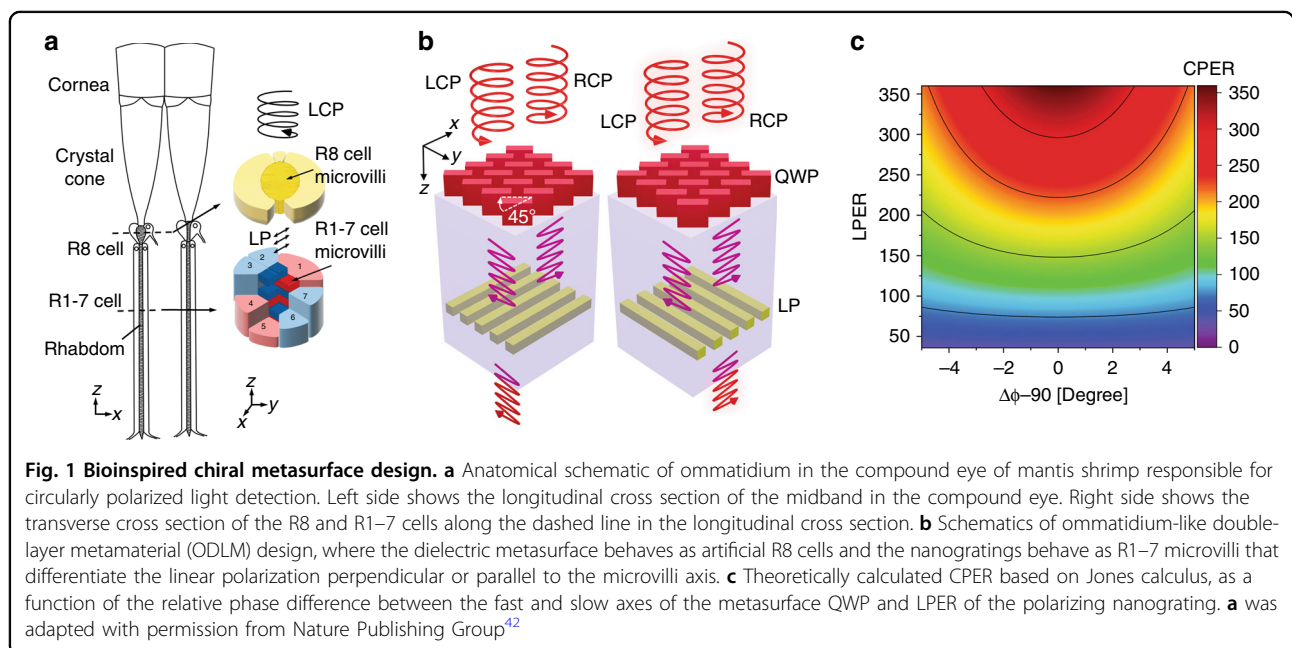 a
Cornea
Crystal
cone
R8 cell
R1-7 cell
Rhabdom
z
x
LCP
R8 cell
microvilli
LP
R1-7 cell
microvilli
1
2
3
4
5
6
7
z
y
x
b
LCP
RCP
LCP
RCP
x
y
z
QWP
45°
LP
c
CPER
LPER
350
300
250
200
150
100
50
−4
−2
0
2
4
Δϕ−90 [Degree]
350
300
250
200
150
100
50
0
Fig. 1 Bioinspired chiral metasurface design. a Anatomical schematic of ommatidium in the compound eye of mantis shrimp responsible for
circularly polarized light detection. Left side shows the longitudinal cross section of the midband in the compound eye. Right side shows the
transverse cross section of the R8 and R1–7 cells along the dashed line in the longitudinal cross section. b Schematics of ommatidium-like double-
layer metamaterial (ODLM) design, where the dielectric metasurface behaves as artificial R8 cells and the nanogratings behave as R1–7 microvilli that
differentiate the linear polarization perpendicular or parallel to the microvilli axis. c Theoretically calculated CPER based on Jones calculus, as a
function of the relative phase difference between the fast and slow axes of the metasurface QWP and LPER of the polarizing nanograting. a was
adapted with permission from Nature Publishing Group42